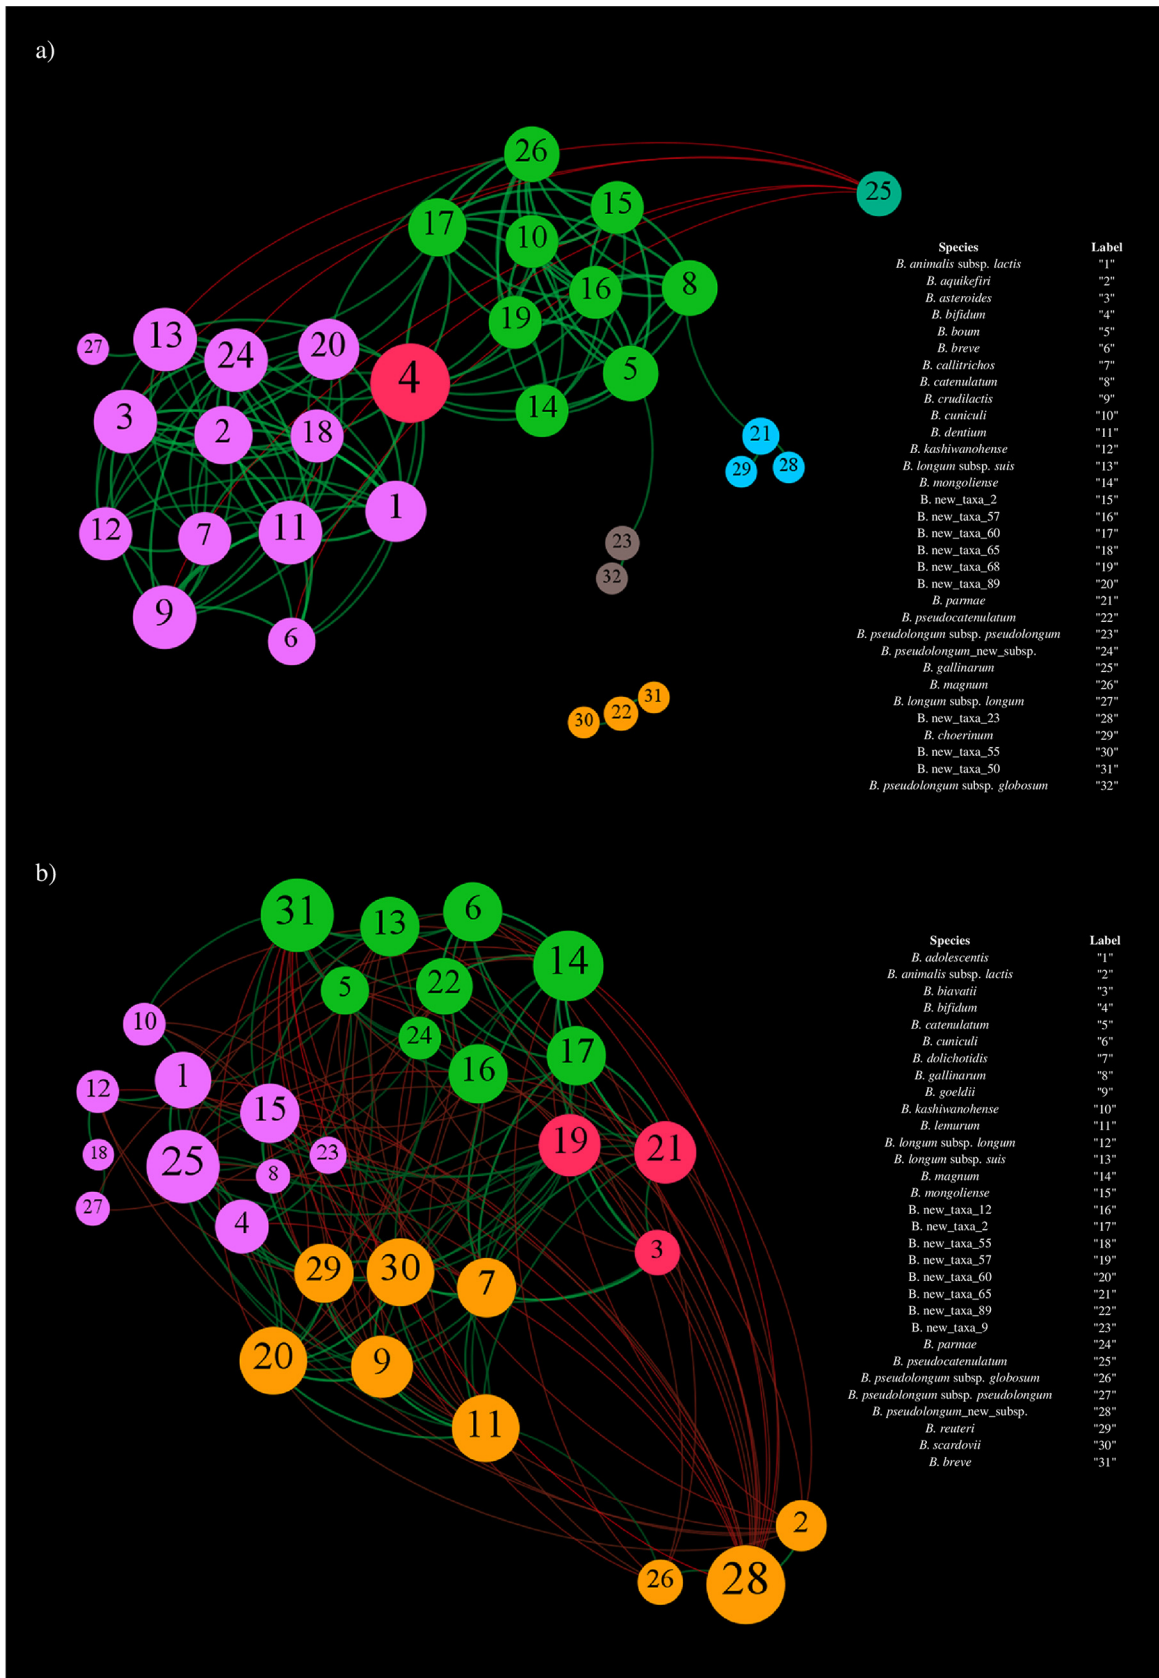 a)
26
15
25
17
10
8
16
19
13
20
27
24
4
5
3
2
18
14
21
29
28
1
12
7
11
23
32
9
6
31
30
22
Species Label
B. animalis subsp. lactis "1"
B. aquikefiri "2"
B. asteroides "3"
B. bifidum "4"
B. boum "5"
B. breve "6"
B. callitrichos "7"
B. catenulatum "8"
B. crudilactis "9"
B. cuniculi "10"
B. dentium "11"
B. kashiwanohense "12"
B. longum subsp. suis "13"
B. mongoliense "14"
B. new_taxa_2 "15"
B. new_taxa_57 "16"
B. new_taxa_60 "17"
B. new_taxa_65 "18"
B. new_taxa_68 "19"
B. new_taxa_89 "20"
B. parmae "21"
B. pseudocatenulatum "22"
B. pseudolongum subsp. pseudolongum "23"
B. pseudolongum_new_subsp. "24"
B. gallinarum "25"
B. magnum "26"
B. longum subsp. longum "27"
B. new_taxa_23 "28"
B. choerinum "29"
B. new_taxa_55 "30"
B. new_taxa_50 "31"
B. pseudolongum subsp. globosum "32"
b)
31
13
6
14
22
5
10
24
17
16
1
12
15
19
21
18
23
25
8
27
4
3
29
30
7
20
9
11
2
26
28
Species Label
B. adolescentis "1"
B. animalis subsp. lactis "2"
B. biavatii "3"
B. bifidum "4"
B. catenulatum "5"
B. cuniculi "6"
B. dolichotidis "7"
B. gallinarum "8"
B. goeldii "9"
B. kashiwanohense "10"
B. lemurum "11"
B. longum subsp. longum "12"
B. longum subsp. suis "13"
B. magnum "14"
B. mongoliense "15"
B. new_taxa_12 "16"
B. new_taxa_2 "17"
B. new_taxa_55 "18"
B. new_taxa_57 "19"
B. new_taxa_60 "20"
B. new_taxa_65 "21"
B. new_taxa_89 "22"
B. new_taxa_9 "23"
B. parmae "24"
B. pseudocatenulatum "25"
B. pseudolongum subsp. globosum "26"
B. pseudolongum subsp. pseudolongum "27"
B. pseudolongum_new_subsp. "28"
B. reuteri "29"
B. scardovii "30"
B. breve "31"